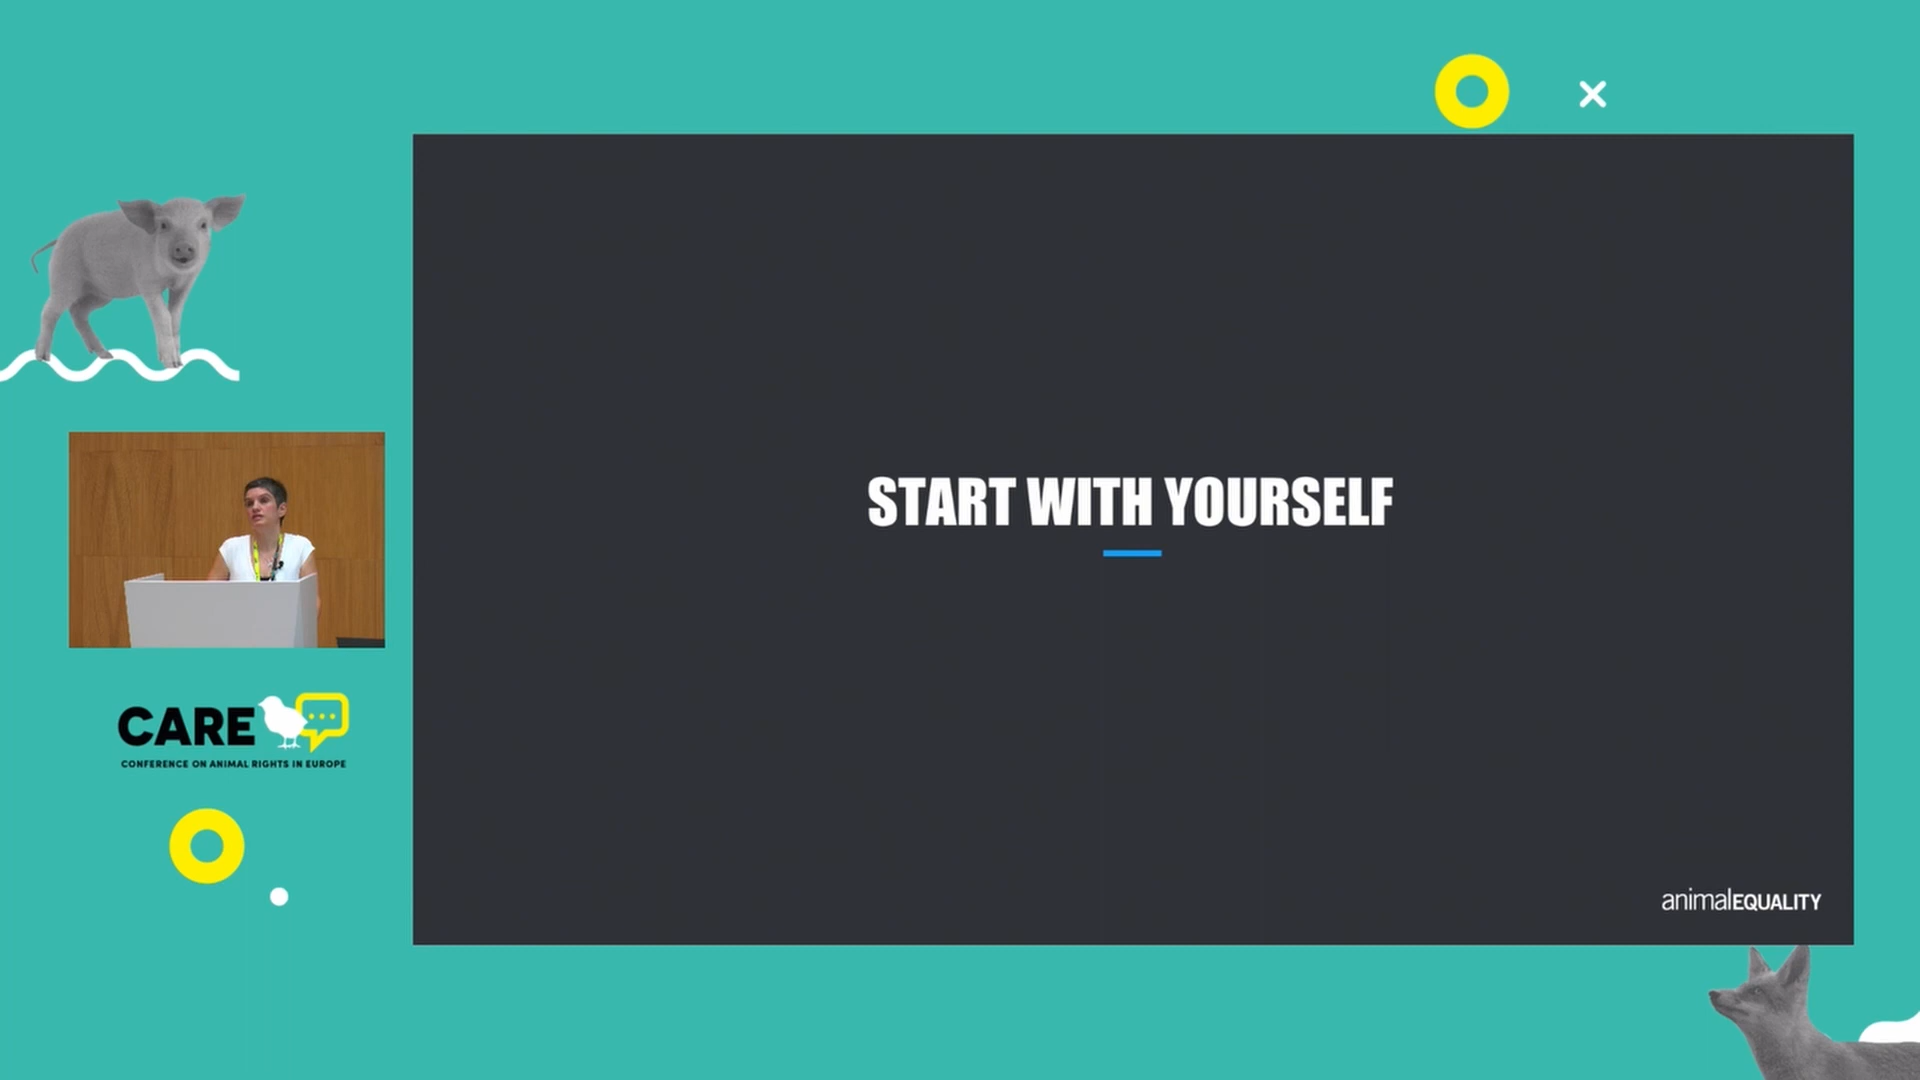 START WITH YOURSELF
CARE
CONFERENCE ON ANIMAL RIGHTS IN EUROPE
animalEQUALITY